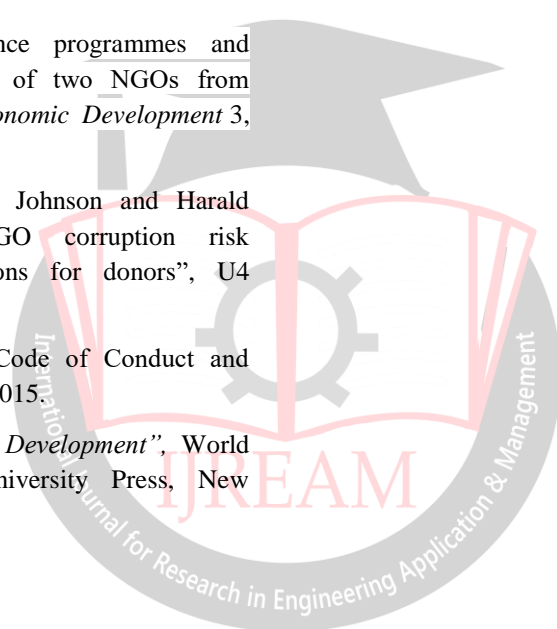 nce programmes and
of two NGOs from
onomic Development 3,
Johnson and Harald
GO corruption risk
ons for donors”, U4
Code of Conduct and
015.
Development”, World
niversity Press, New
IJREAM
International Journal for Research in Engineering Application & Management